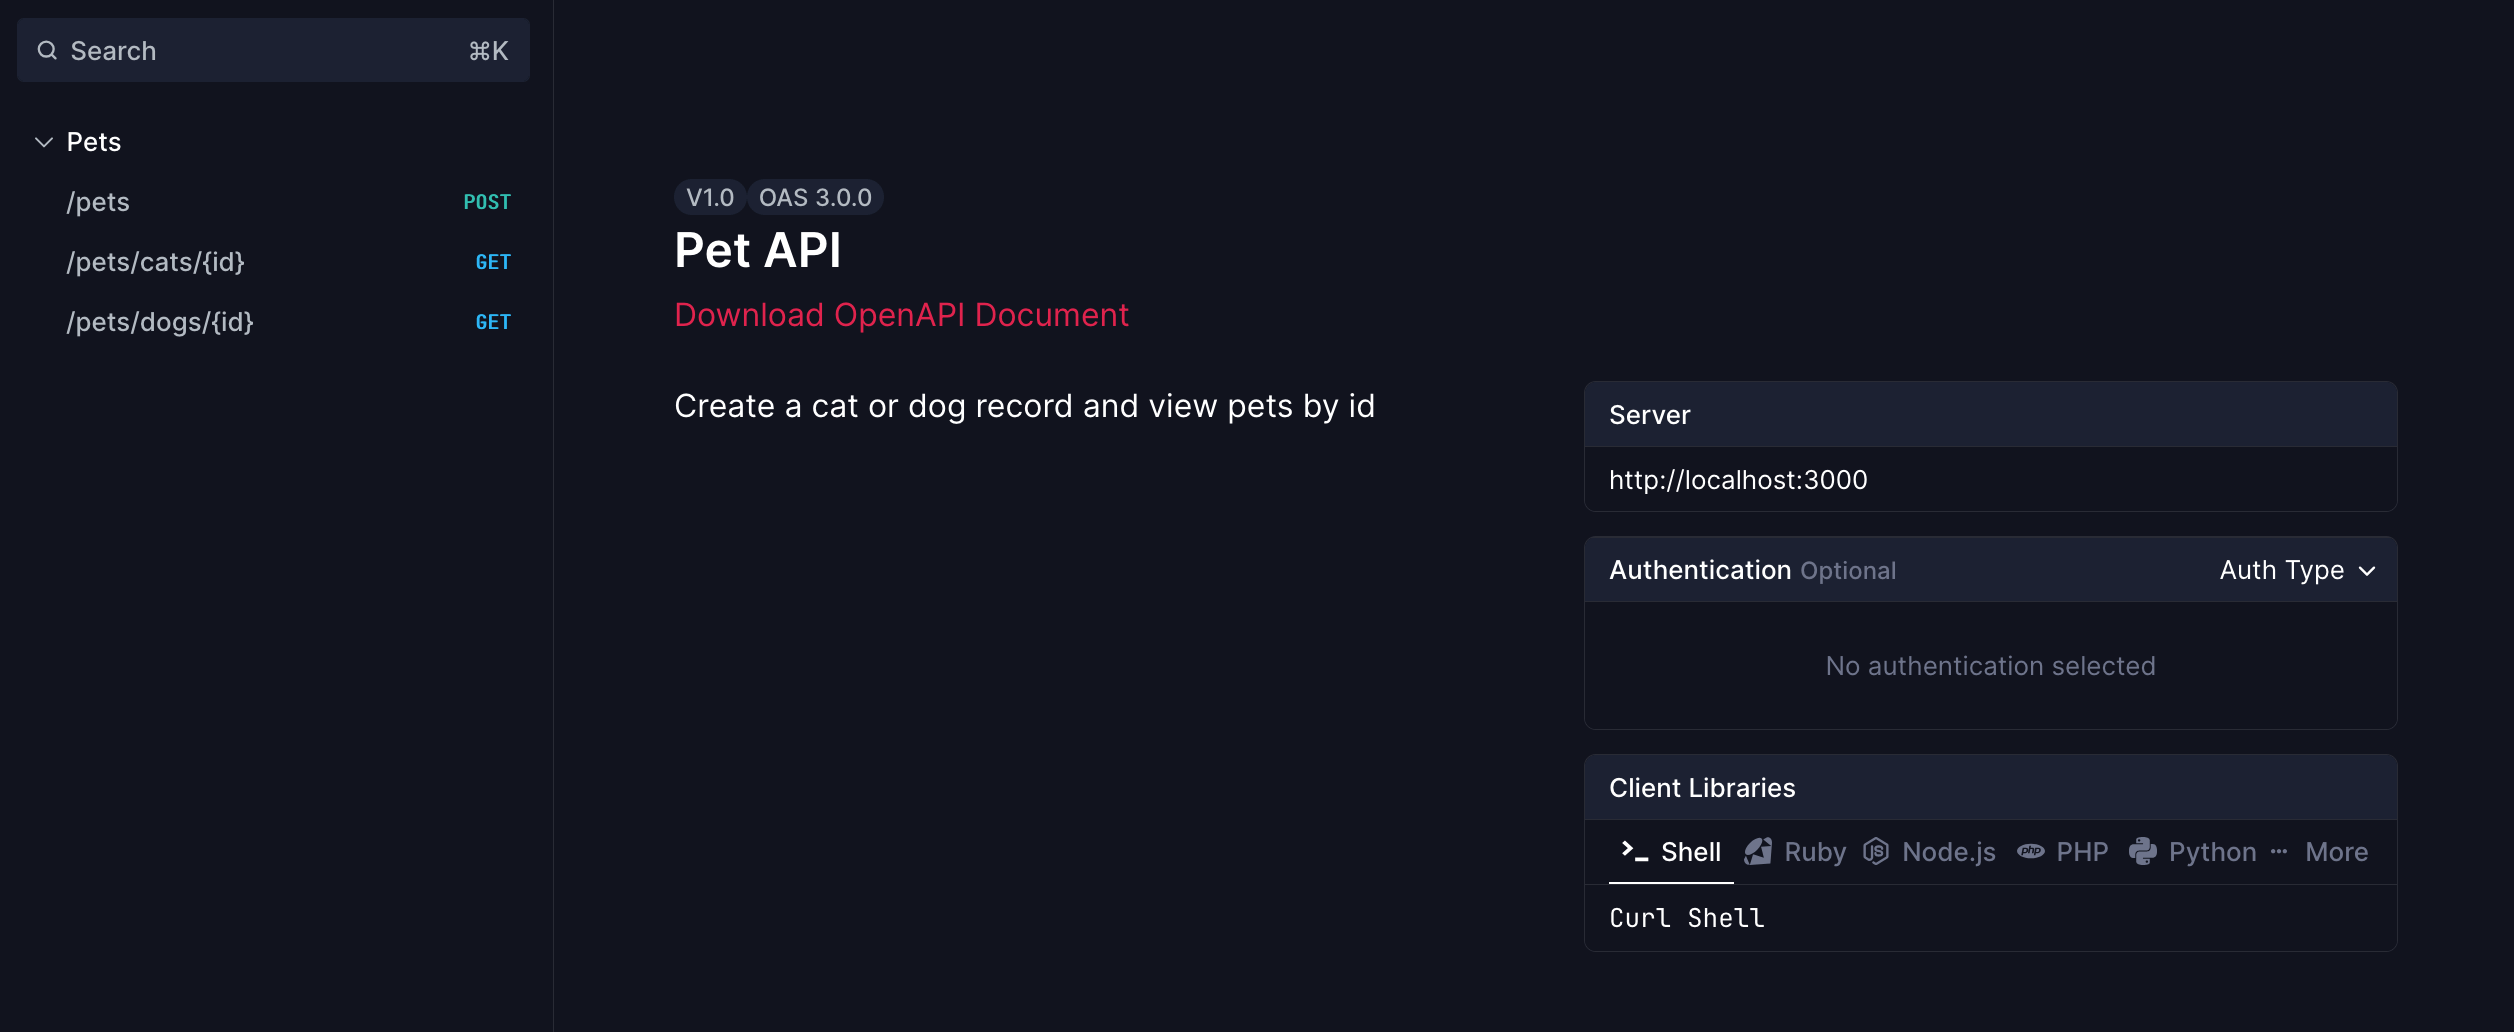 Search ⌘K
Pets
/pets POST
/pets/cats/{id} GET
/pets/dogs/{id} GET
V1.0 OAS 3.0.0
Pet API
Download OpenAPI Document
Create a cat or dog record and view pets by id
Server
http://localhost:3000
Authentication Optional Auth Type
No authentication selected
Client Libraries
Shell Ruby Node.js PHP Python ··· More
Curl Shell